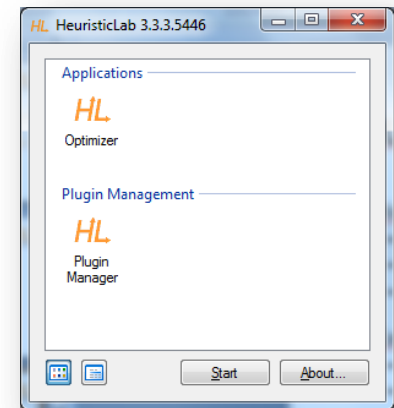 HL HeuristicLab 3.3.3.5446
Applications
HL
Optimizer
Plugin Management
HL
Plugin
Manager
Start
About...